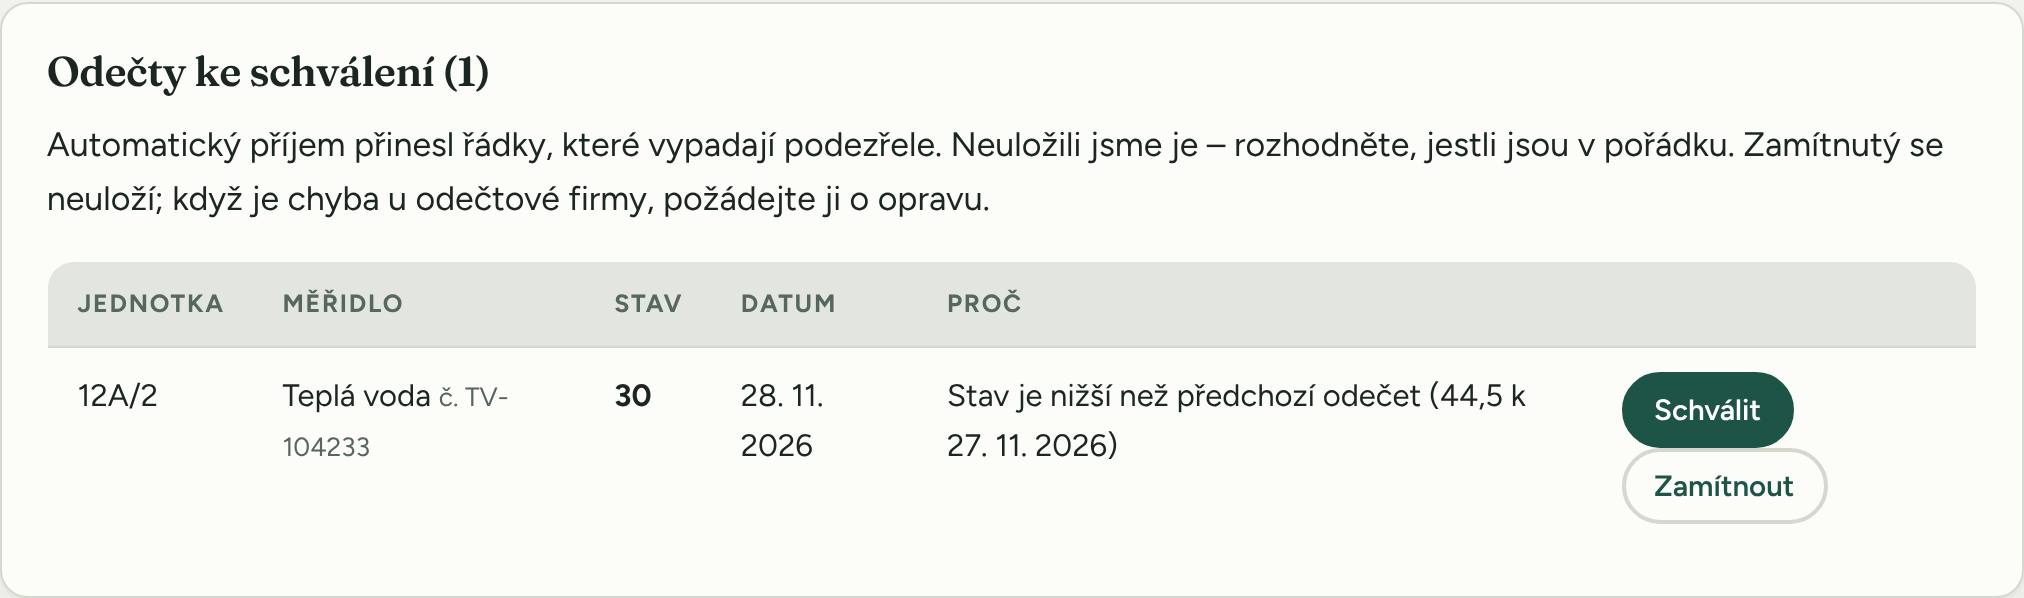 Odečty ke schválení (1)
Automatický příjem přinesl řádky, které vypadají podezřele. Neuložili jsme je – rozhodněte, jestli jsou v pořádku. Zamítnutý se
neuloží; když je chyba u odečtové firmy, požádejte ji o opravu.
JEDNOTKA MĚŘIDLO STAV DATUM PROČ
12A/2 Teplá voda č. TV- 30 28. 11. Stav je nižší než předchozí odečet (44,5 k
104233 2026 27. 11. 2026)
Schválit
Zamítnout